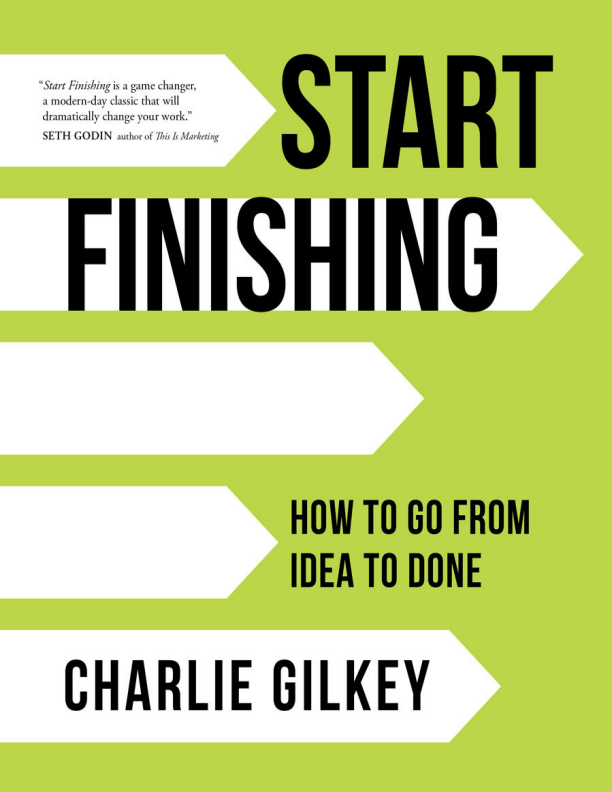 “Start Finishing is a game changer,
a modern-day classic that will
dramatically change your work.”
SETH GODIN author of This Is Marketing
START
FINISHING
HOW TO GO FROM
IDEA TO DONE
CHARLIE GILKEY